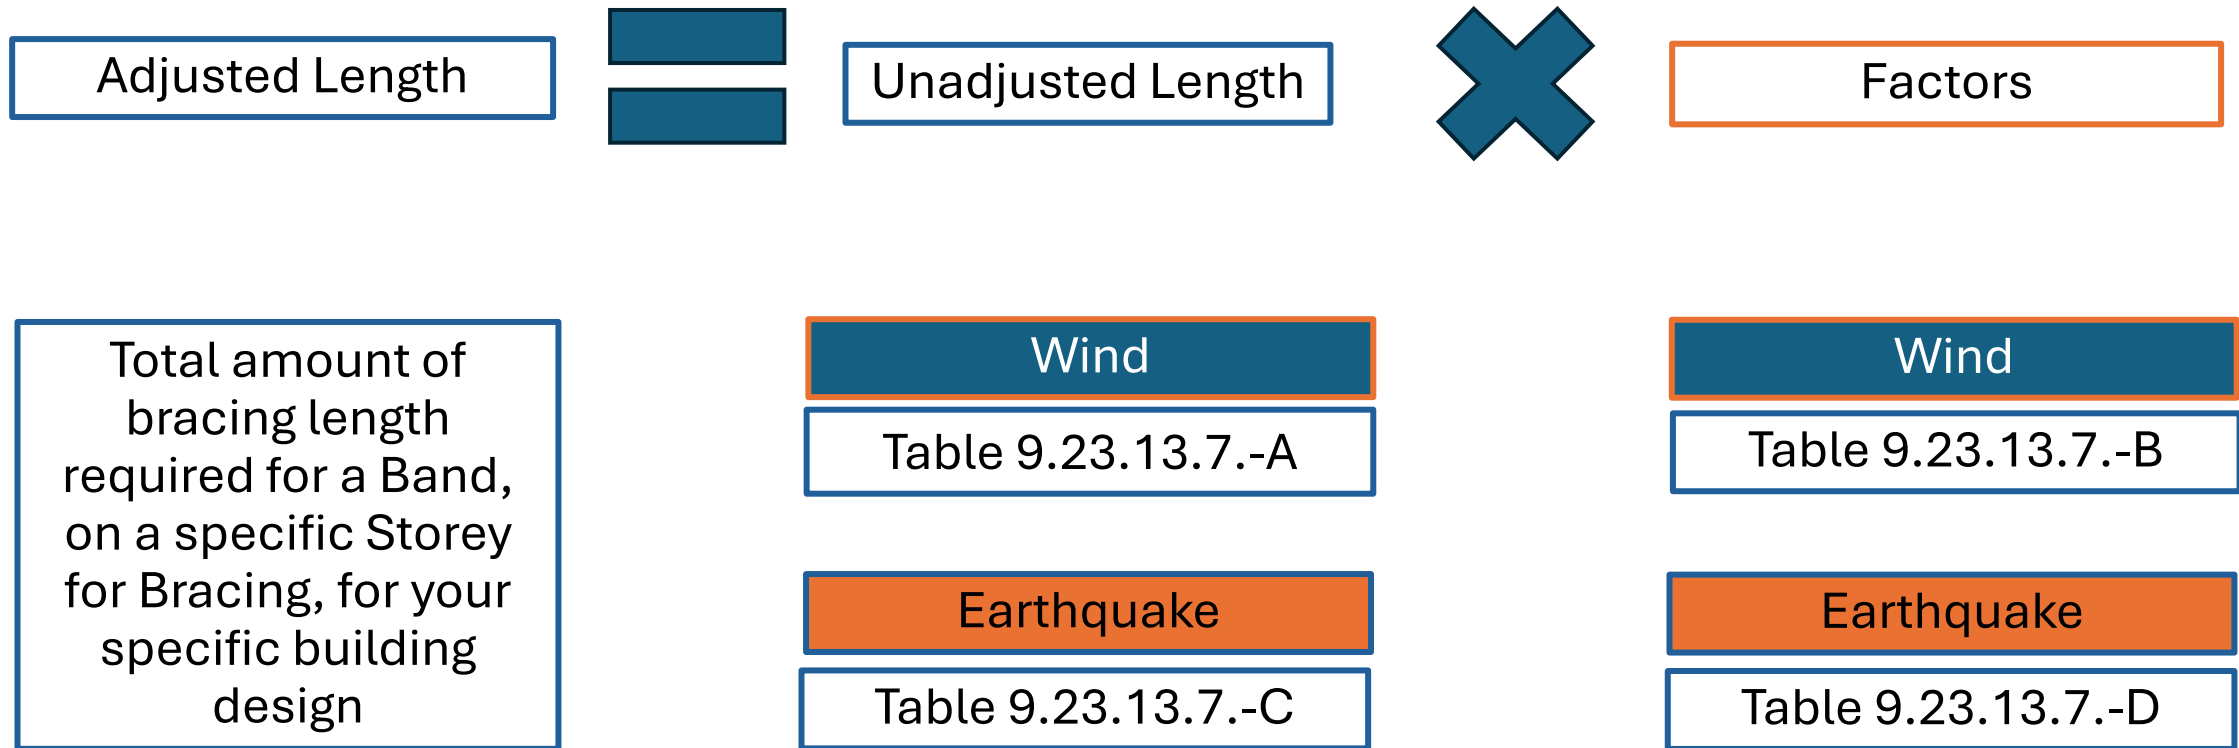 Adjusted Length
Unadjusted Length
Factors
Total amount of
bracing length
required for a Band,
on a specific Storey
for Bracing, for your
specific building
design
Wind
Table 9.23.13.7.-A
Earthquake
Table 9.23.13.7.-C
Wind
Table 9.23.13.7.-B
Earthquake
Table 9.23.13.7.-D